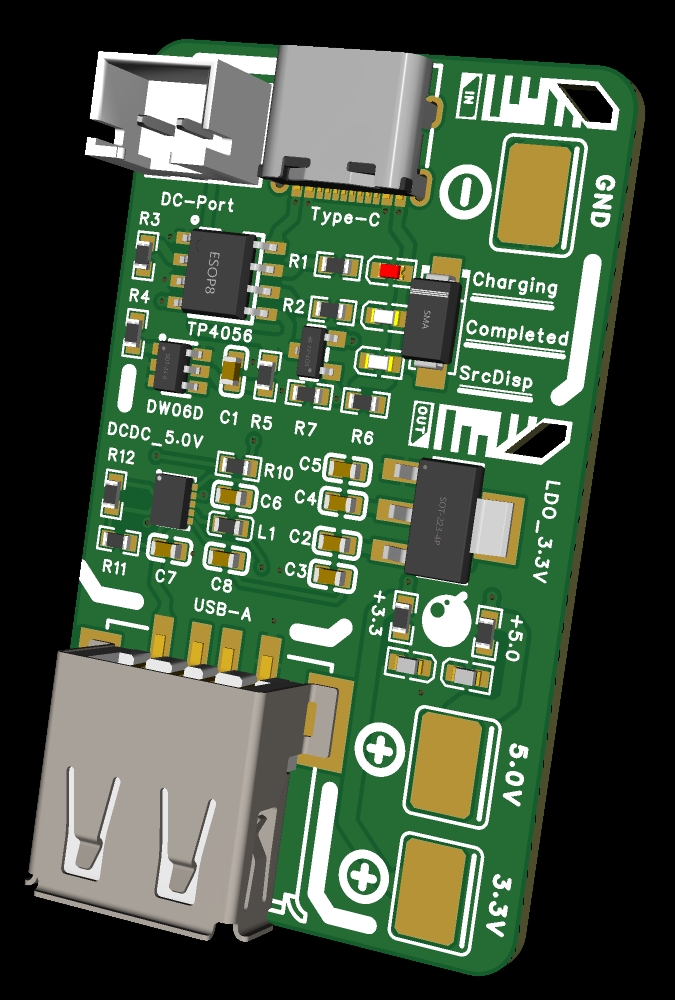 IN
DC-Port
Type-C
GND
R3
ESOP8
R1
Charging
R4
R2
SMA
TP4056
Completed
SrcDisp
DW06D
C1
R5
R7
R6
OUT
DCDC_5.0V
R12
R10
C5
C6
C4
SOT-223-4P
LDO_3.3V
L1
C2
R11
C7
C8
C3
USB-A
+3.3
+5.0
5.0V
3.3V